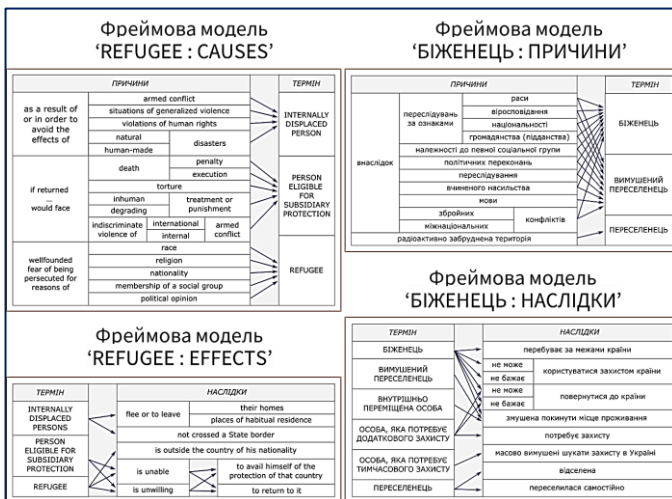 Фреймова модель
‘REFUGEE : CAUSES’
ПРИЧИНИ
ТЕРМІН
as a result of
or in order to
avoid the
effects of
armed conflict
situations of generalized violence
violations of human rights
natural
human-made
disasters
INTERNALLY
DISPLACED
PERSON
if returned
...
would face
death
penalty
execution
torture
inhuman
degrading
treatment or
punishment
indiscriminate
violence of
international
internal
armed
conflict
PERSON
ELIGIBLE
FOR
SUBSIDIARY
PROTECTION
wellfounded
fear of being
persecuted for
reasons of
race
religion
nationality
membership of a social group
political opinion
REFUGEE
Фреймова модель
‘БІЖЕНЕЦЬ : ПРИЧИНИ’
ПРИЧИНИ
ТЕРМІН
внаслідок
переслідувань
за ознаками
раси
віросповідання
національності
громадянства (підданства)
належності до певної соціальної групи
політичних переконань
переслідування
вчиненого насильства
мови
збройних
міжнаціональних
конфліктів
радіоактивно забруднена територія
БІЖЕНЕЦЬ
ВИМУШЕНИЙ
ПЕРЕСЕЛЕНЕЦЬ
ПЕРЕСЕЛЕНЕЦЬ
Фреймова модель
‘REFUGEE : EFFECTS’
ТЕРМІН
НАСЛІДКИ
INTERNALLY
DISPLACED
PERSONS
PERSON
ELIGIBLE FOR
SUBSIDIARY
PROTECTION
REFUGEE
flee or to leave
their homes
places of habitual residence
not crossed a State border
is outside the country of his nationality
is unable
is unwilling
to avail himself of the
protection of that country
to return to it
Фреймова модель
‘БІЖЕНЕЦЬ : НАСЛІДКИ’
ТЕРМІН
НАСЛІДКИ
БІЖЕНЕЦЬ
ВИМУШЕНИЙ
ПЕРЕСЕЛЕНЕЦЬ
ВНУТРІШНЬО
ПЕРЕМІЩЕНА ОСОБА
ОСОБА, ЯКА ПОТРЕБУЄ
ДОДАТКОВОГО ЗАХИСТУ
ОСОБА, ЯКА ПОТРЕБУЄ
ТИМЧАСОВОГО ЗАХИСТУ
ПЕРЕСЕЛЕНЕЦЬ
перебуває за межами країни
не може
не бажає
користуватися захистом країни
не може
не бажає
повернутися до країни
змушена покинути місце проживання
потребує захисту
масово вимушені шукати захисту в Україні
відселена
переселилася самостійно